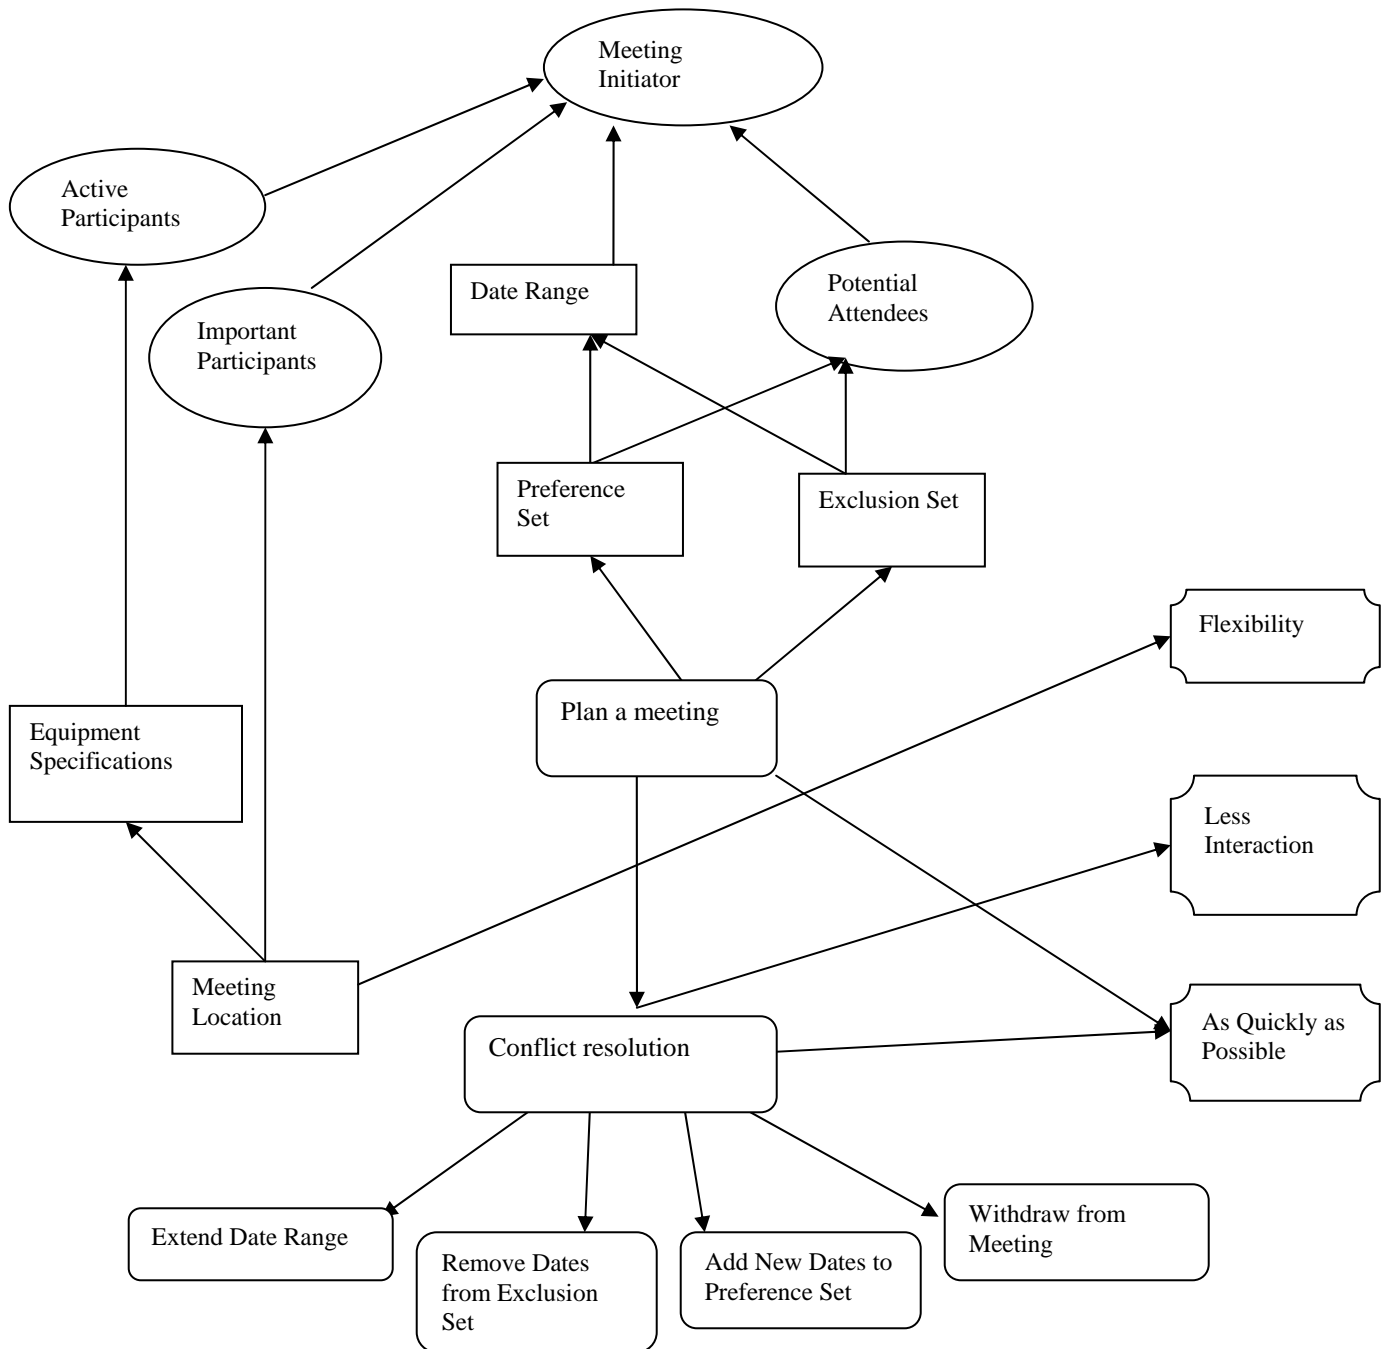 Meeting
Initiator
Active
Participants
Date Range
Potential
Attendees
Important
Participants
Preference
Set
Exclusion Set
Flexibility
Plan a meeting
Equipment
Specifications
Less
Interaction
Meeting
Location
Conflict resolution
As Quickly as
Possible
Extend Date Range
Remove Dates
from Exclusion
Set
Add New Dates to
Preference Set
Withdraw from
Meeting